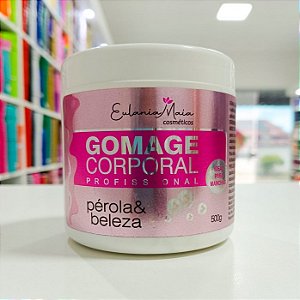 Eulania Maia
cosméticos
GOMAGE
CORPORAL
PROFISSIONAL
pérola&
beleza
500g